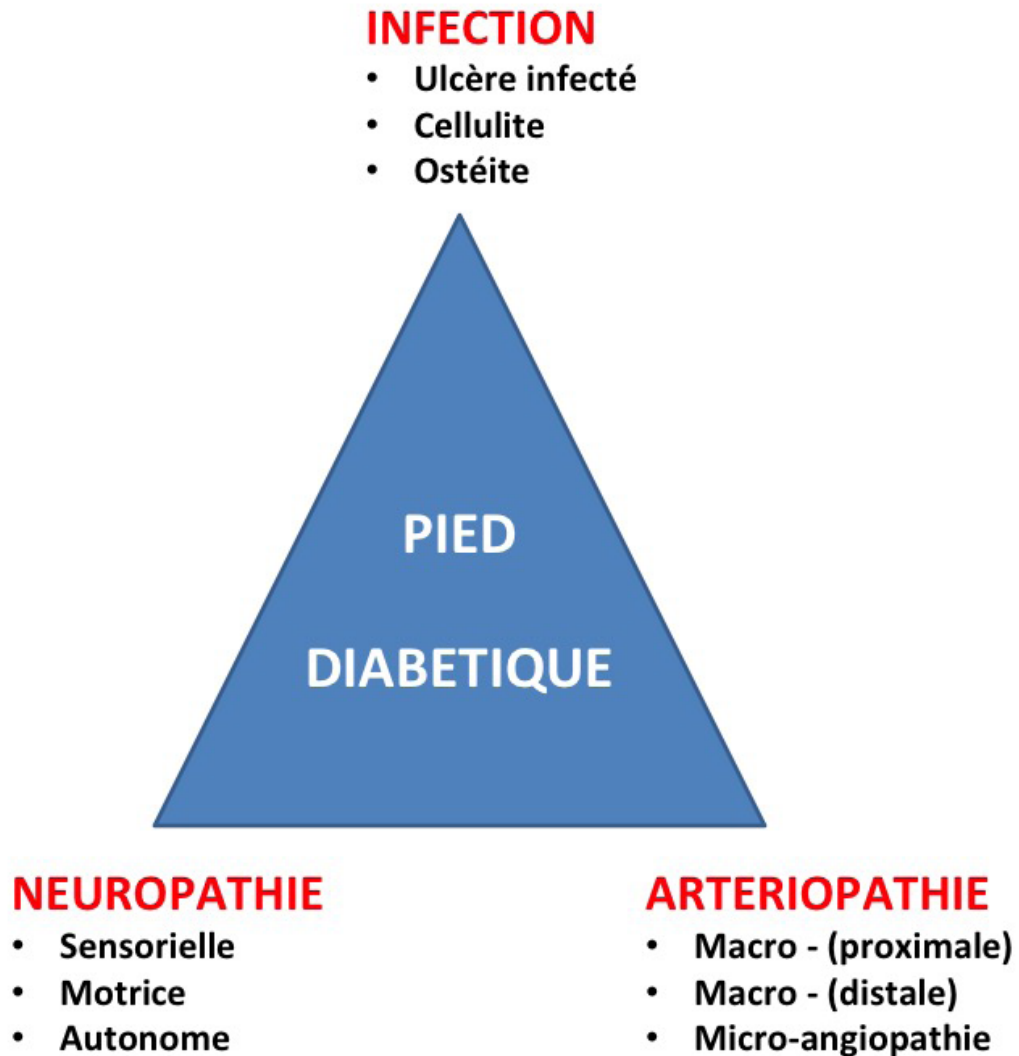 INFECTION
• Ulcère infecté
• Cellulite
• Ostéite
PIED
DIABETIQUE
NEUROPATHIE
• Sensorielle
• Motrice
• Autonome
ARTERIOPATHIE
• Macro - (proximale)
• Macro - (distale)
• Micro-angiopathie